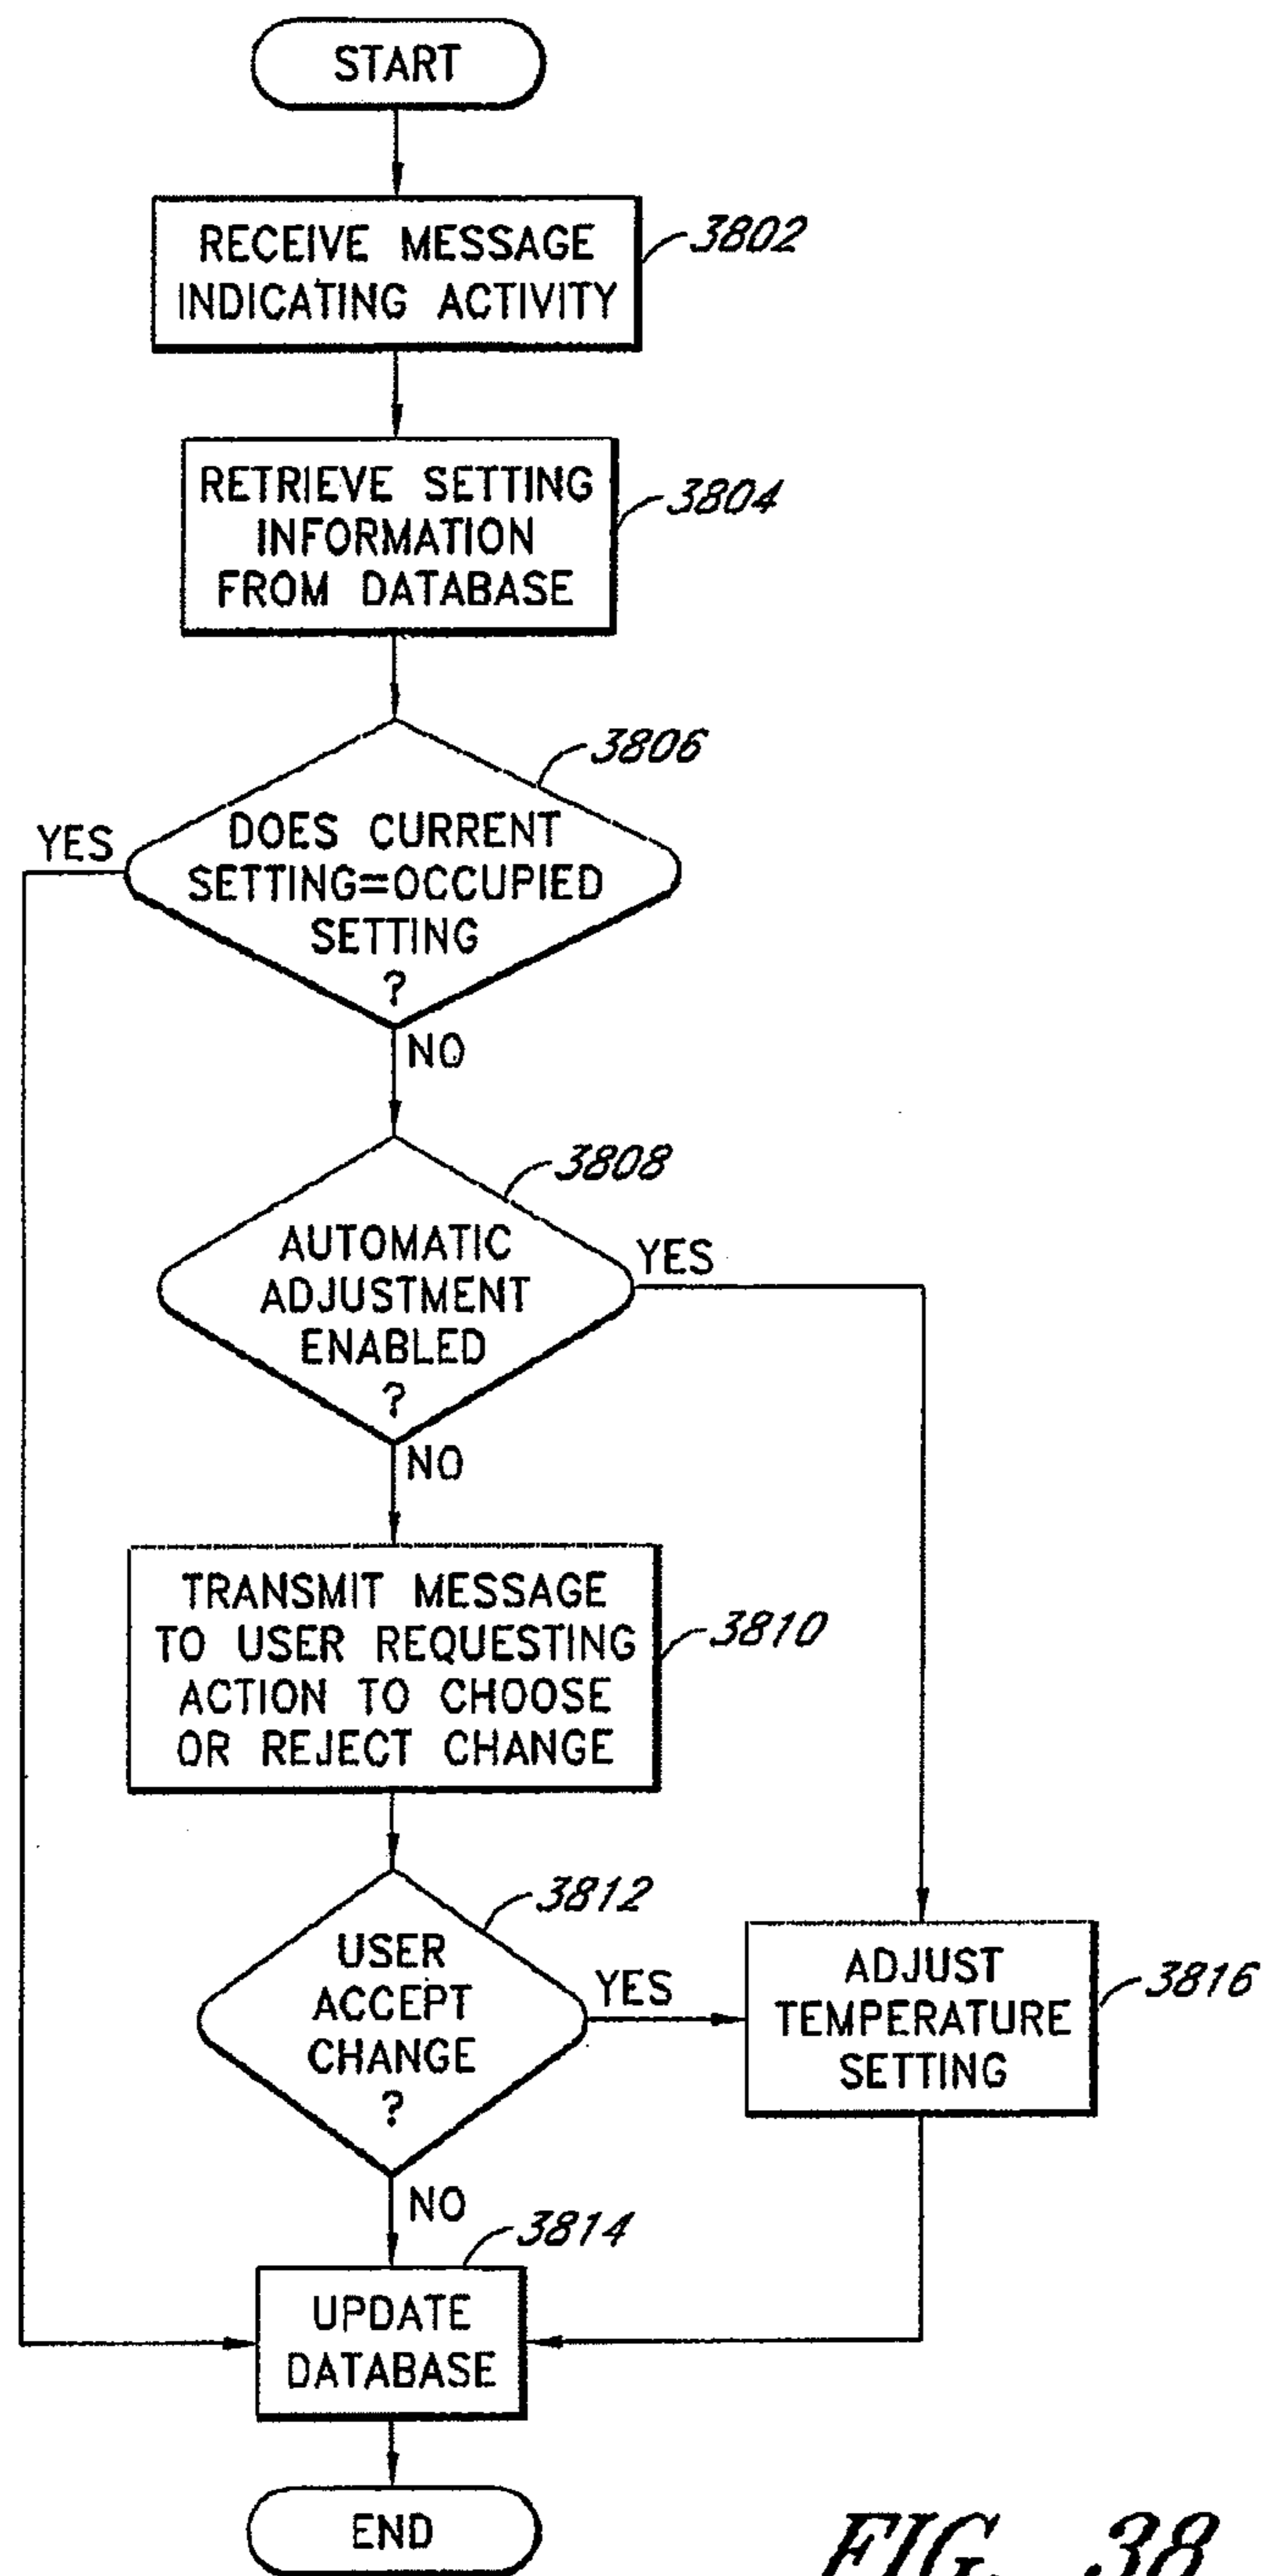 START
RECEIVE MESSAGE
INDICATING ACTIVITY
3802
RETRIEVE SETTING
INFORMATION
FROM DATABASE
3804
3806
DOES CURRENT
SETTING=OCCUPIED
SETTING
?
YES
NO
3808
AUTOMATIC
ADJUSTMENT
ENABLED
?
YES
NO
TRANSMIT MESSAGE
TO USER REQUESTING
ACTION TO CHOOSE
OR REJECT CHANGE
3810
3812
USER
ACCEPT
CHANGE
?
YES
NO
ADJUST
TEMPERATURE
SETTING
3816
3814
UPDATE
DATABASE
END
FIG. 38